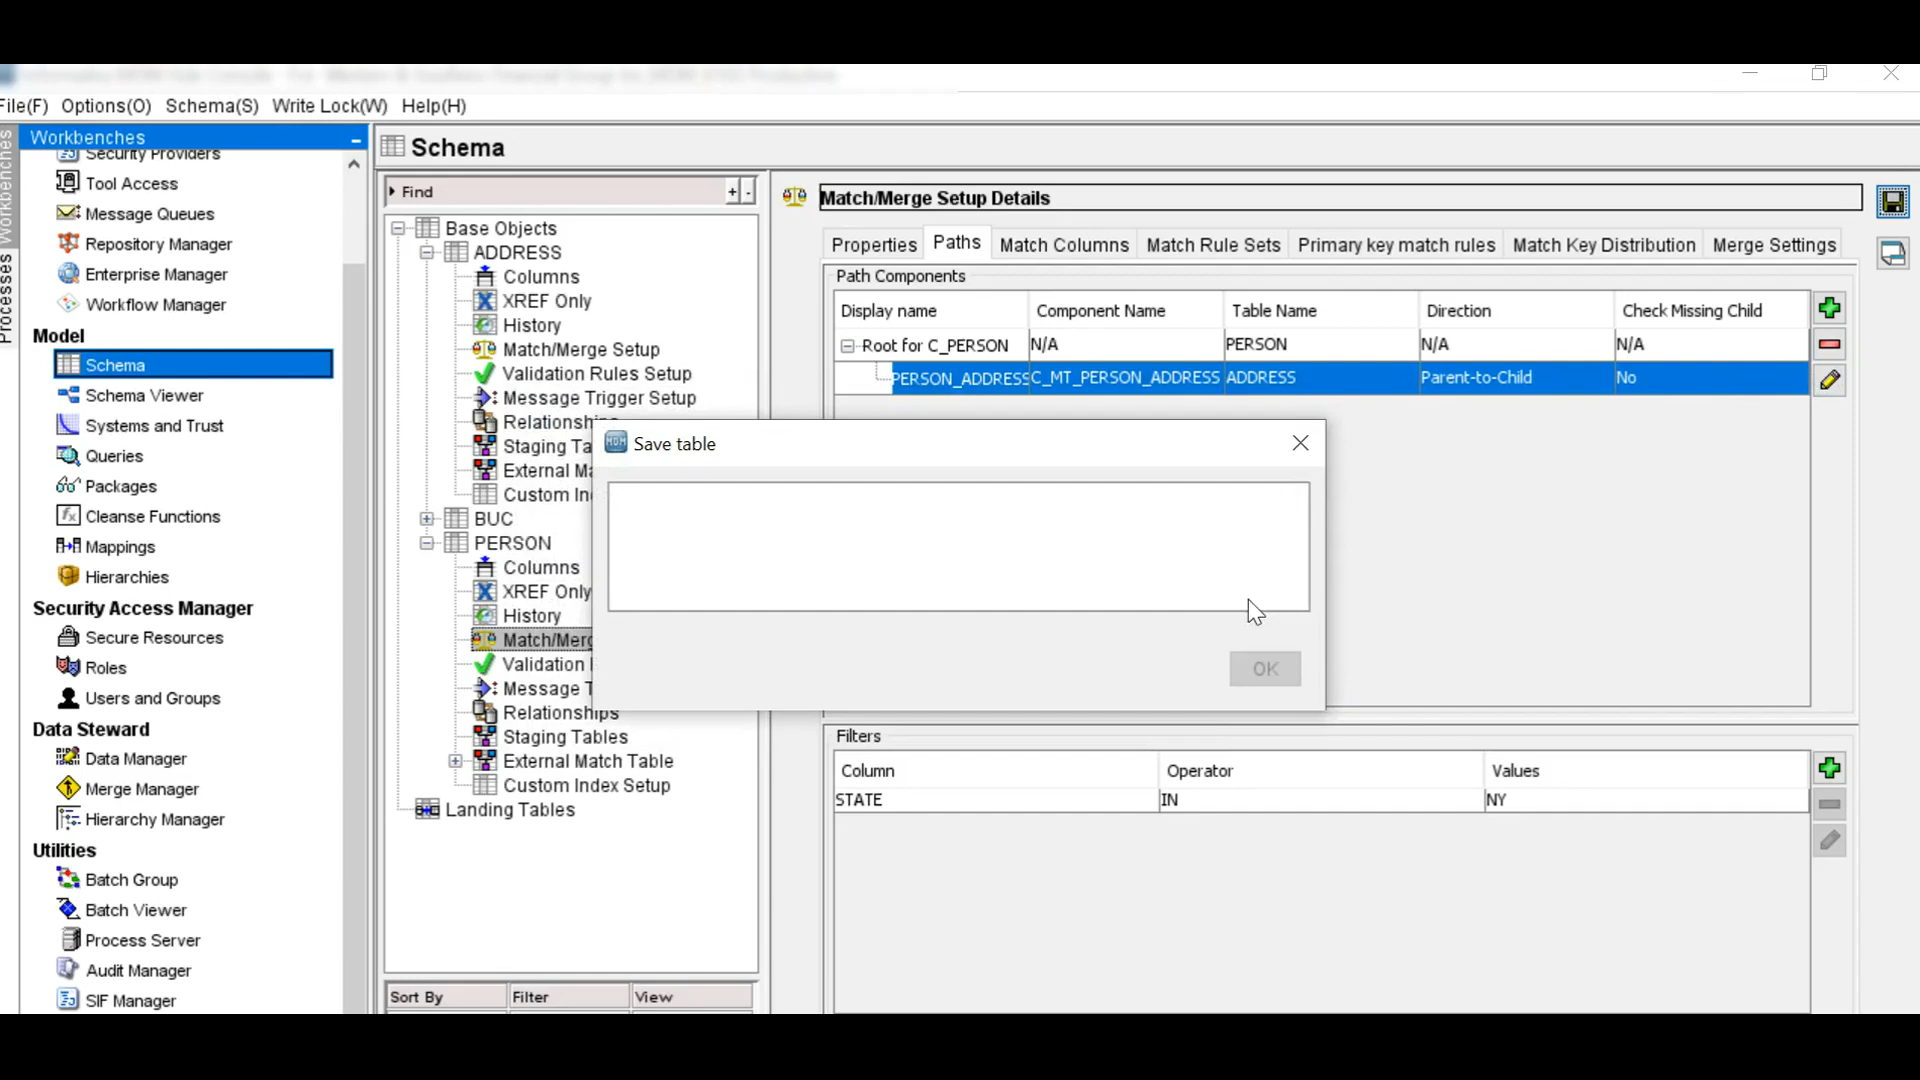 File(F) Options(O) Schema(S) Write Lock(W) Help(H)
Workbenches
Processes
Workbenches
Security Providers
Tool Access
Message Queues
Repository Manager
Enterprise Manager
Workflow Manager
Model
Schema
Schema Viewer
Systems and Trust
Queries
Packages
Cleanse Functions
Mappings
Hierarchies
Security Access Manager
Secure Resources
Roles
Users and Groups
Data Steward
Data Manager
Merge Manager
Hierarchy Manager
Utilities
Batch Group
Batch Viewer
Process Server
Audit Manager
SIF Manager
Schema
Find
Base Objects
ADDRESS
Columns
XREF Only
History
Match/Merge Setup
Validation Rules Setup
Message Trigger Setup
Relationsh
Staging Ta
External Ma
Custom In
BUC
PERSON
Columns
XREF Only
History
Match/Merg
Validation
Message T
Relationships
Staging Tables
External Match Table
Custom Index Setup
Landing Tables
Sort By Filter View
Match/Merge Setup Details
Properties Paths Match Columns Match Rule Sets Primary key match rules Match Key Distribution Merge Settings
Path Components
Display name Component Name Table Name Direction Check Missing Child
Root for C_PERSON N/A PERSON N/A N/A
PERSON_ADDRESS C_MT_PERSON_ADDRESS ADDRESS Parent-to-Child No
MDM Save table
OK
Filters
Column Operator Values
STATE IN NY